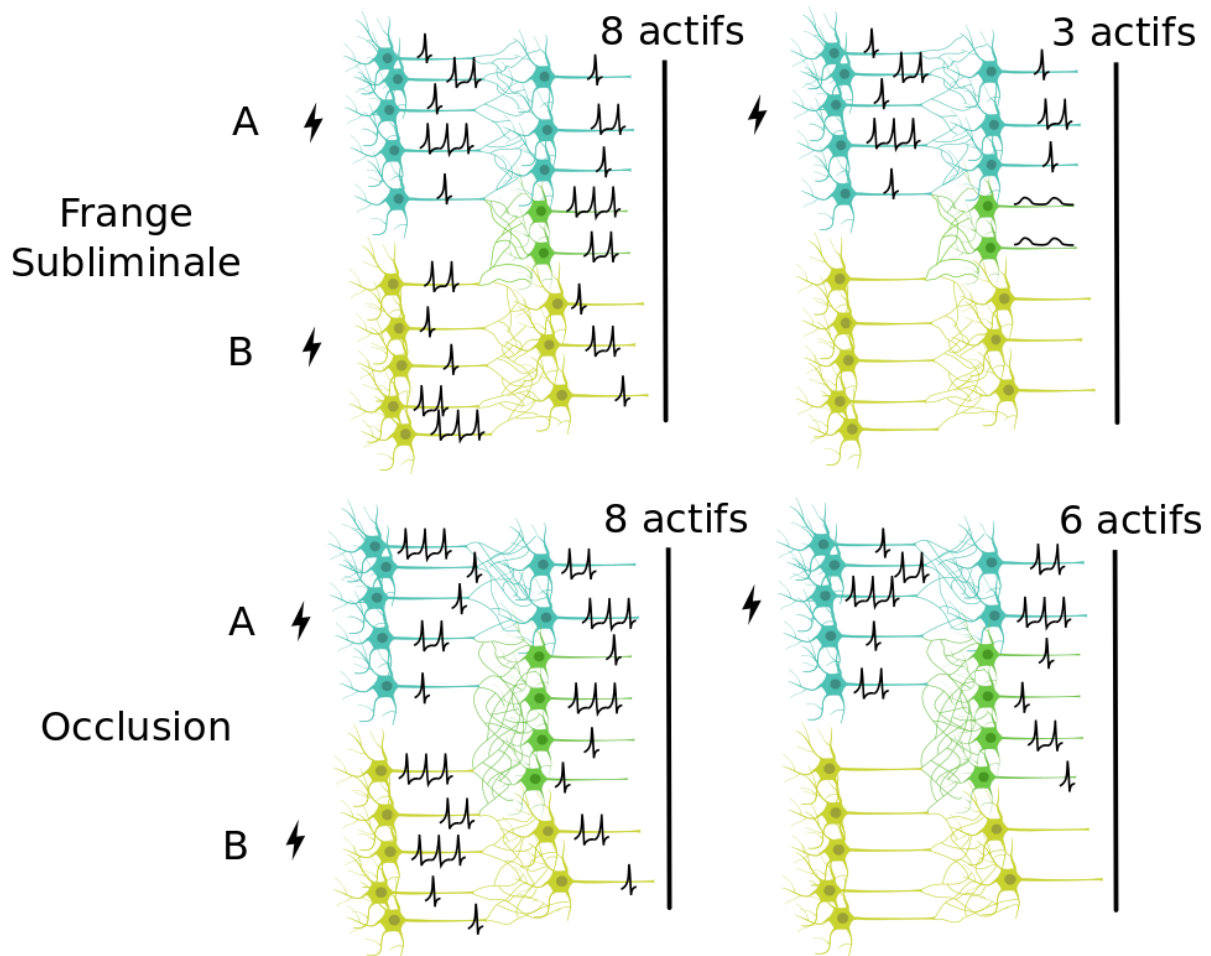 8 actifs
3 actifs
A
Frange
Subliminale
B
8 actifs
6 actifs
A
Occlusion
B